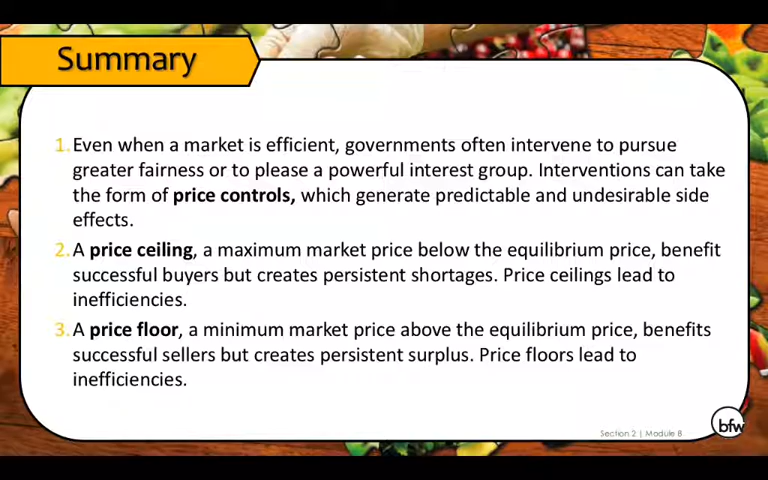 Summary
1. Even when a market is efficient, governments often intervene to pursue
greater fairness or to please a powerful interest group. Interventions can take
the form of price controls, which generate predictable and undesirable side
effects.
2. A price ceiling, a maximum market price below the equilibrium price, benefit
successful buyers but creates persistent shortages. Price ceilings lead to
inefficiencies.
3. A price floor, a minimum market price above the equilibrium price, benefits
successful sellers but creates persistent surplus. Price floors lead to
inefficiencies.
Section 2 | Module 8
bfw